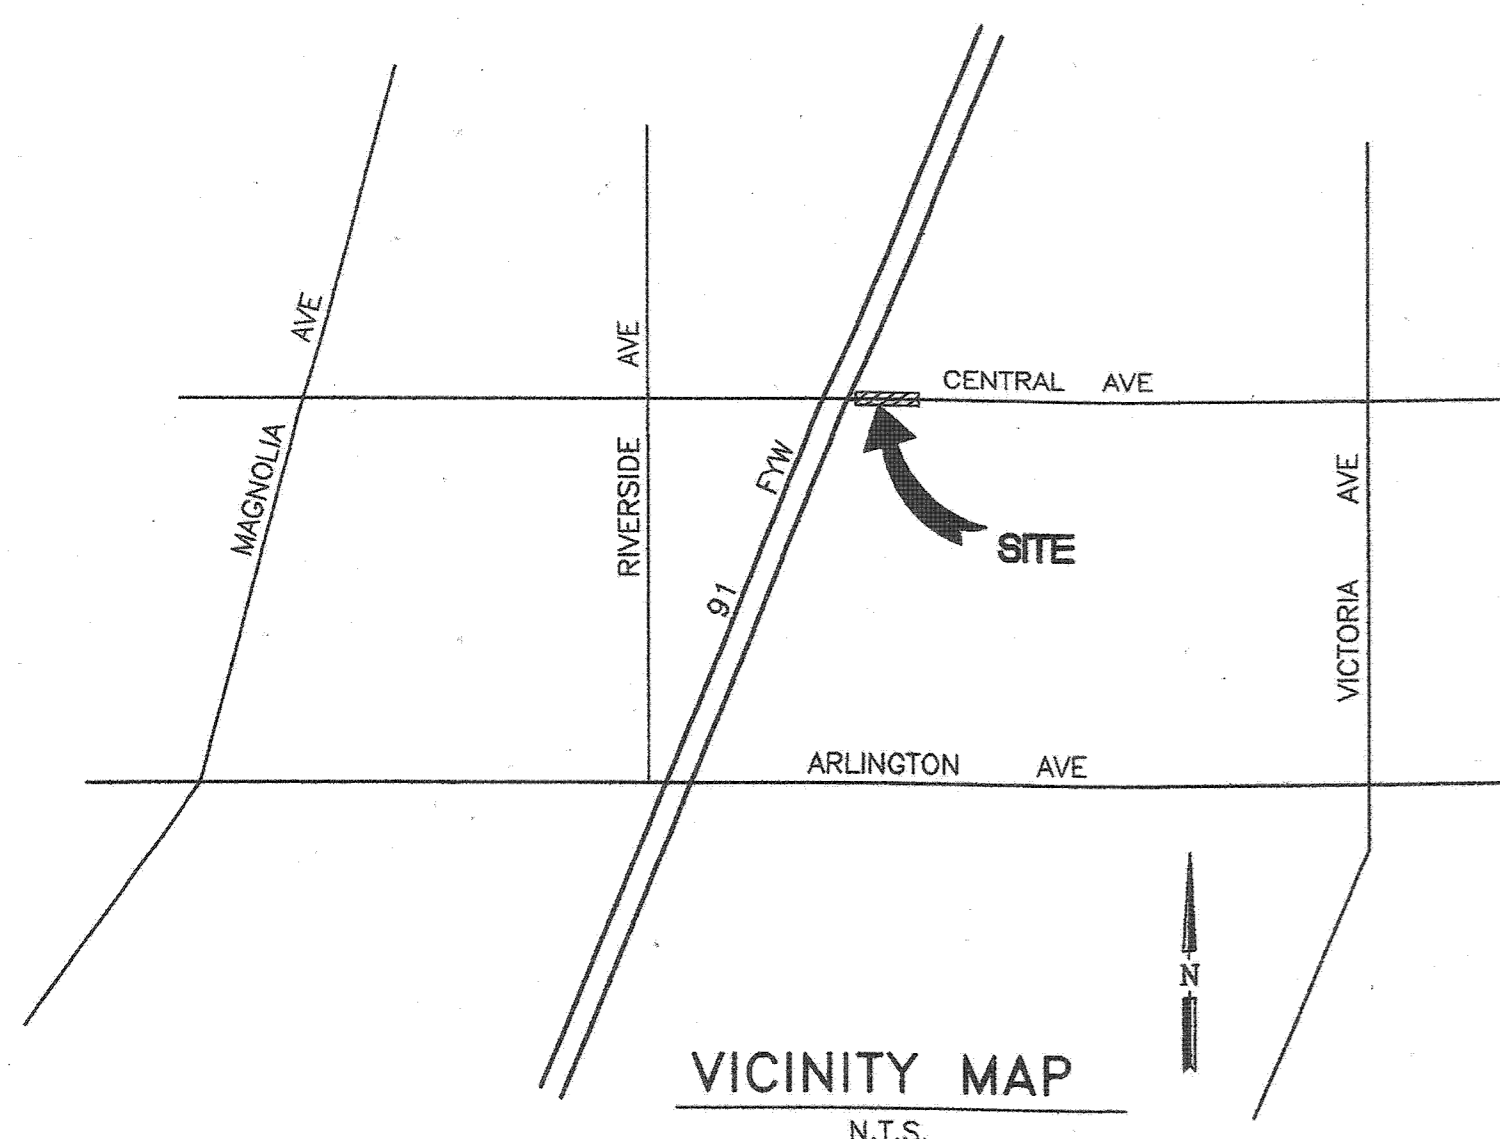 MAGNOLIA AVE
RIVERSIDE AVE
91 FYW
CENTRAL AVE
SITE
VICTORIA AVE
ARLINGTON AVE
N
VICINITY MAP
N.T.S.